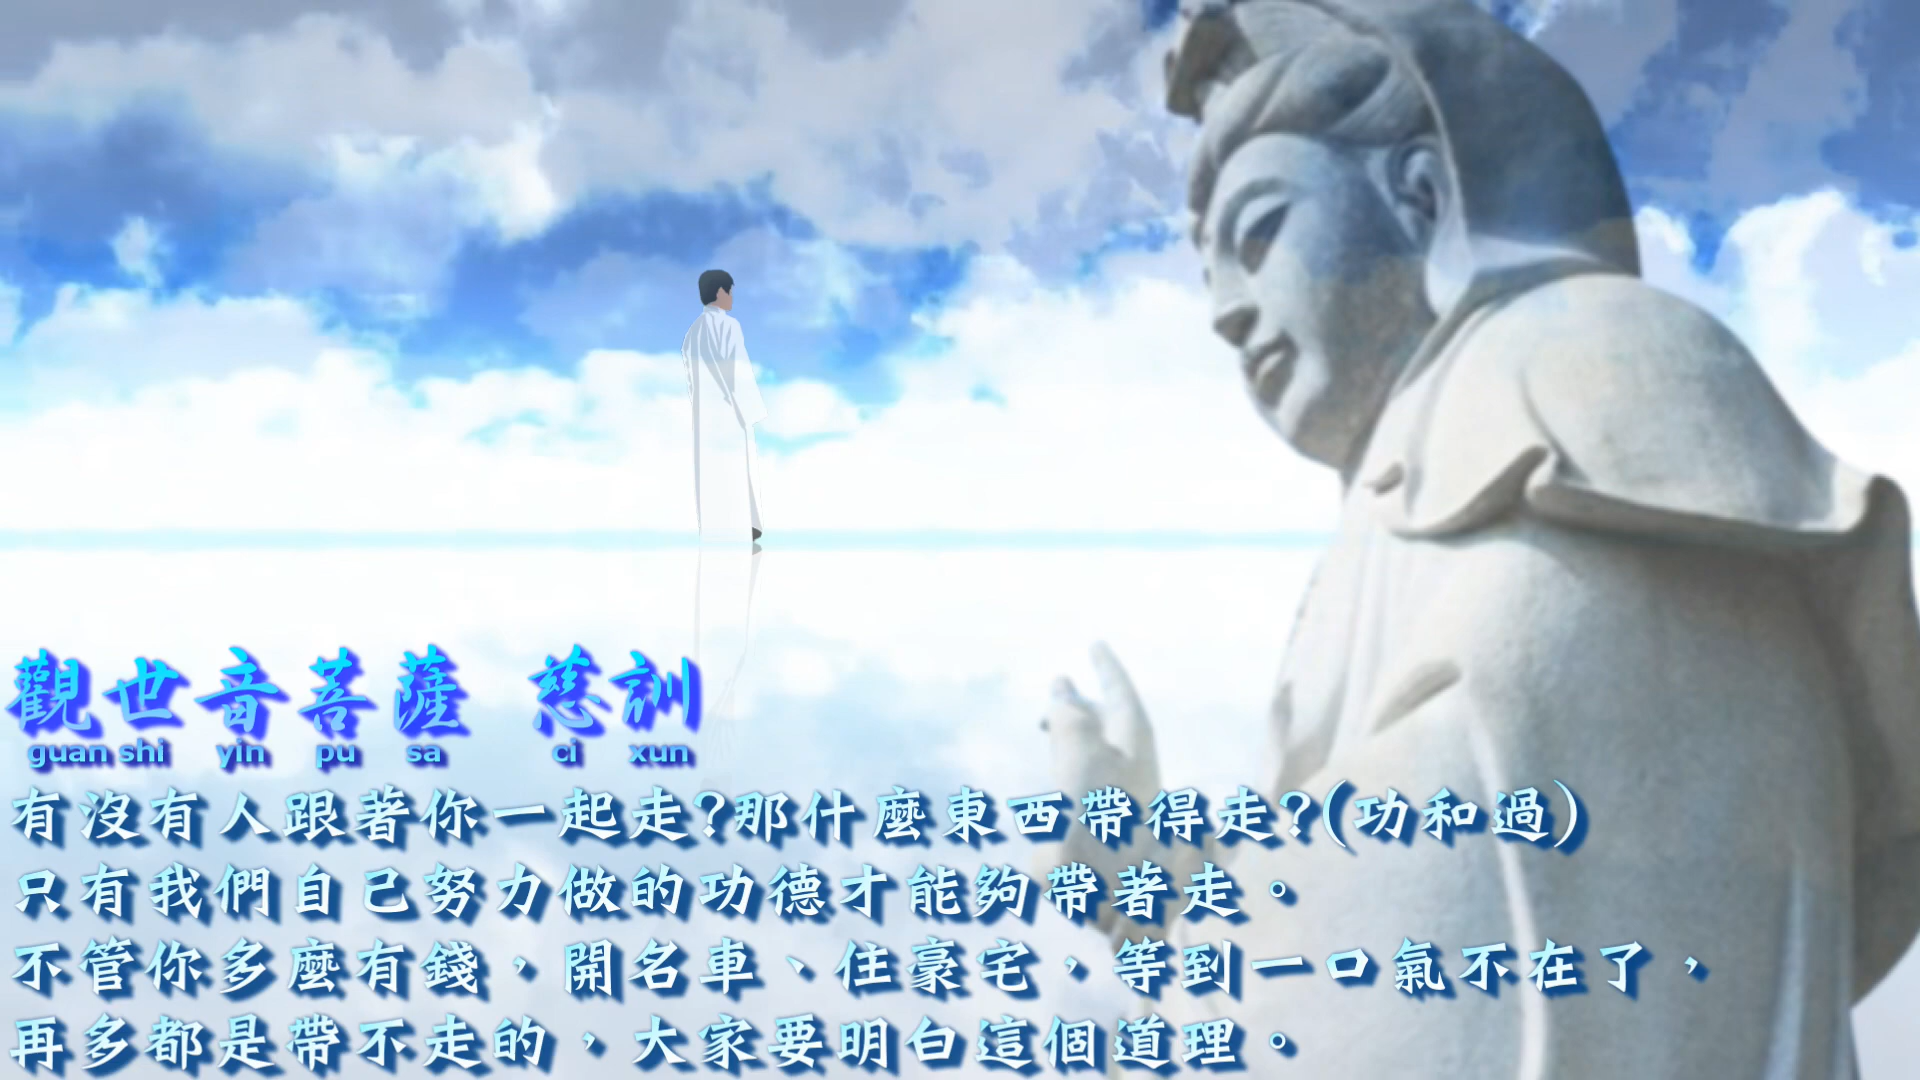 觀世音菩薩 慈訓
guan shi yin pu sa ci xun
有沒有人跟著你一起走?那什麼東西帶得走?(功和過)
只有我們自己努力做的功德才能夠帶著走。
不管你多麼有錢，開名車、住豪宅，等到一口氣不在了，
再多都是帶不走的，大家要明白這個道理。